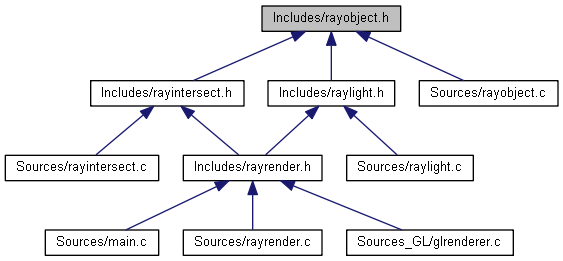 Includes/rayobject.h
Includes/rayintersect.h
Includes/raylight.h
Sources/rayobject.c
Sources/rayintersect.c
Includes/rayrender.h
Sources/raylight.c
Sources/main.c
Sources/rayrender.c
Sources_GL/glrenderer.c